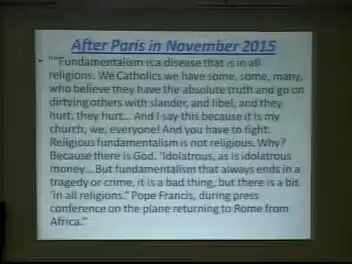 After Paris in November 2015
• ""Fundamentalism is a disease that is in all
religions. We Catholics we have some, some, many,
who believe they have the absolute truth and go on
dirtying others with slander, and libel, and they
hurt, they hurt... And I say this because it is my
church, we, everyone! And you have to fight.
Religious fundamentalism is not religious. Why?
Because there is God. "Idolatrous, as is idolatrous
money... But fundamentalism that always ends in a
tragedy or crime, it is a bad thing, but there is a bit
'in all religions." Pope Francis, during press
conference on the plane returning to Rome from
Africa."